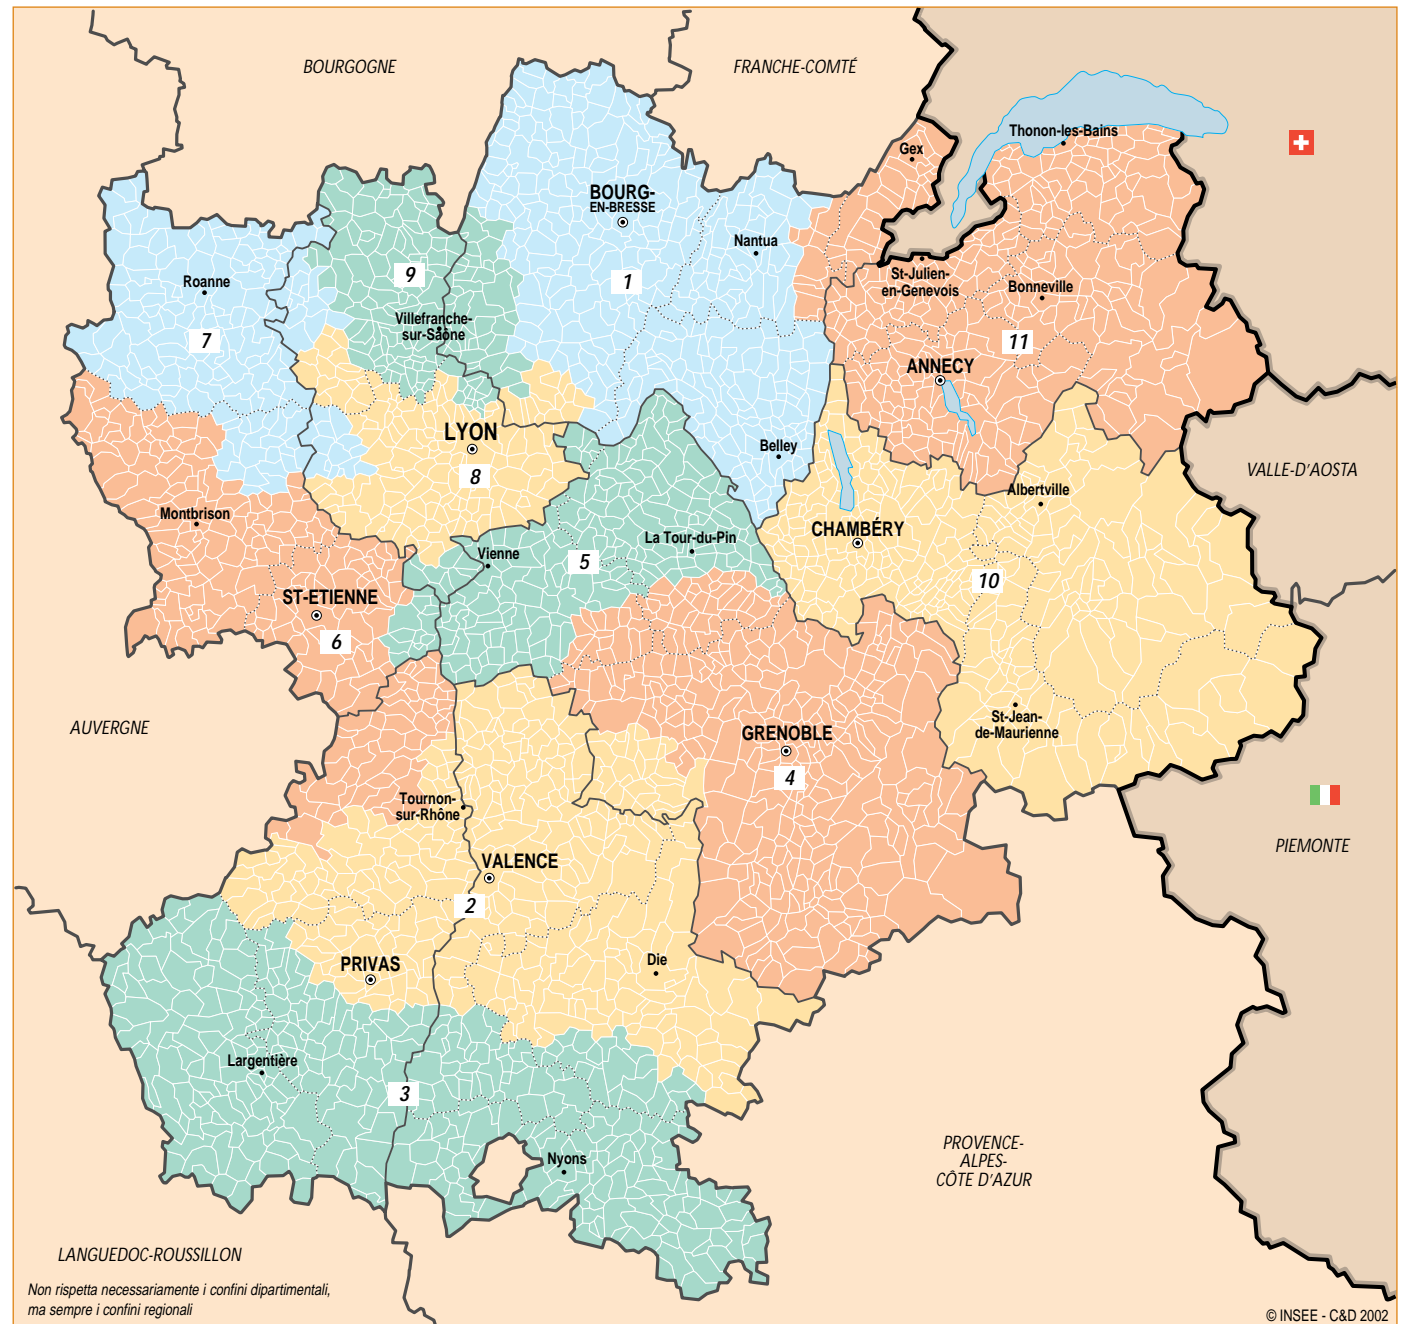 BOURGOGNE
FRANCHE-COMTÉ
Thonon-les-Bains
Gex
BOURG-
EN-BRESSE
Nantua
9
1
St-Julien-
en-Genevois
Bonneville
Roanne
Villefranche-
sur-Saône
7
11
ANNECY
LYON
8
Belley
VALLE-D'AOSTA
Albertville
Montbrison
CHAMBÉRY
La Tour-du-Pin
Vienne
5
10
ST-ETIENNE
6
AUVERGNE
St-Jean-
de-Maurienne
GRENOBLE
4
Tournon-
sur-Rhône
PIEMONTE
VALENCE
2
PRIVAS
Die
Largentière
3
Nyons
PROVENCE-
ALPES-
CÔTE D'AZUR
LANGUEDOC-ROUSSILLON
Non rispetta necessariamente i confini dipartimentali,
ma sempre i confini regionali
© INSEE - C&D 2002